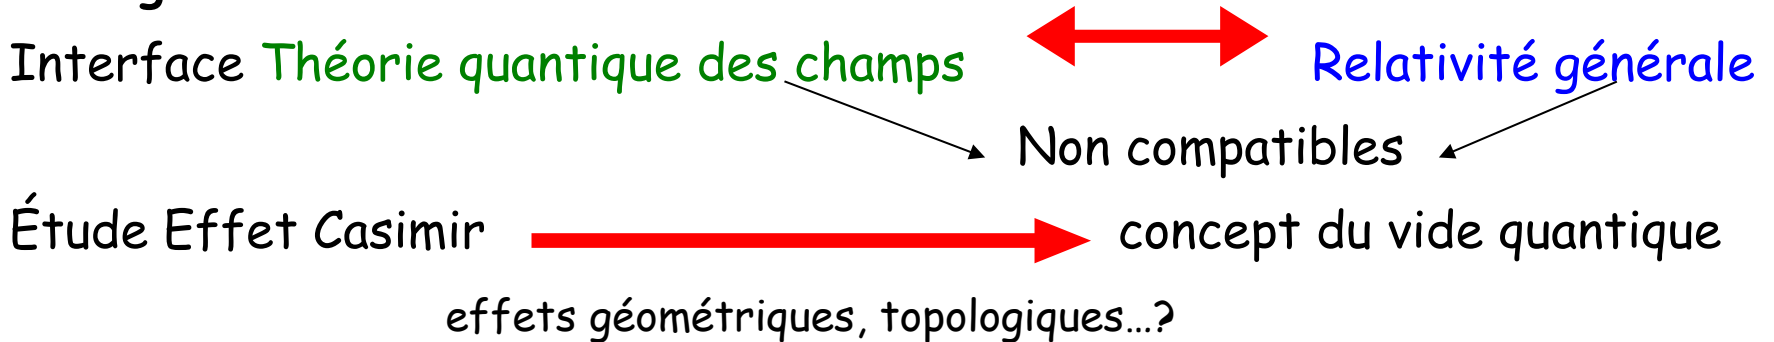 Interface Théorie quantique des champs Relativité générale
Non compatibles
Étude Effet Casimir concept du vide quantique
effets géométriques, topologiques...?